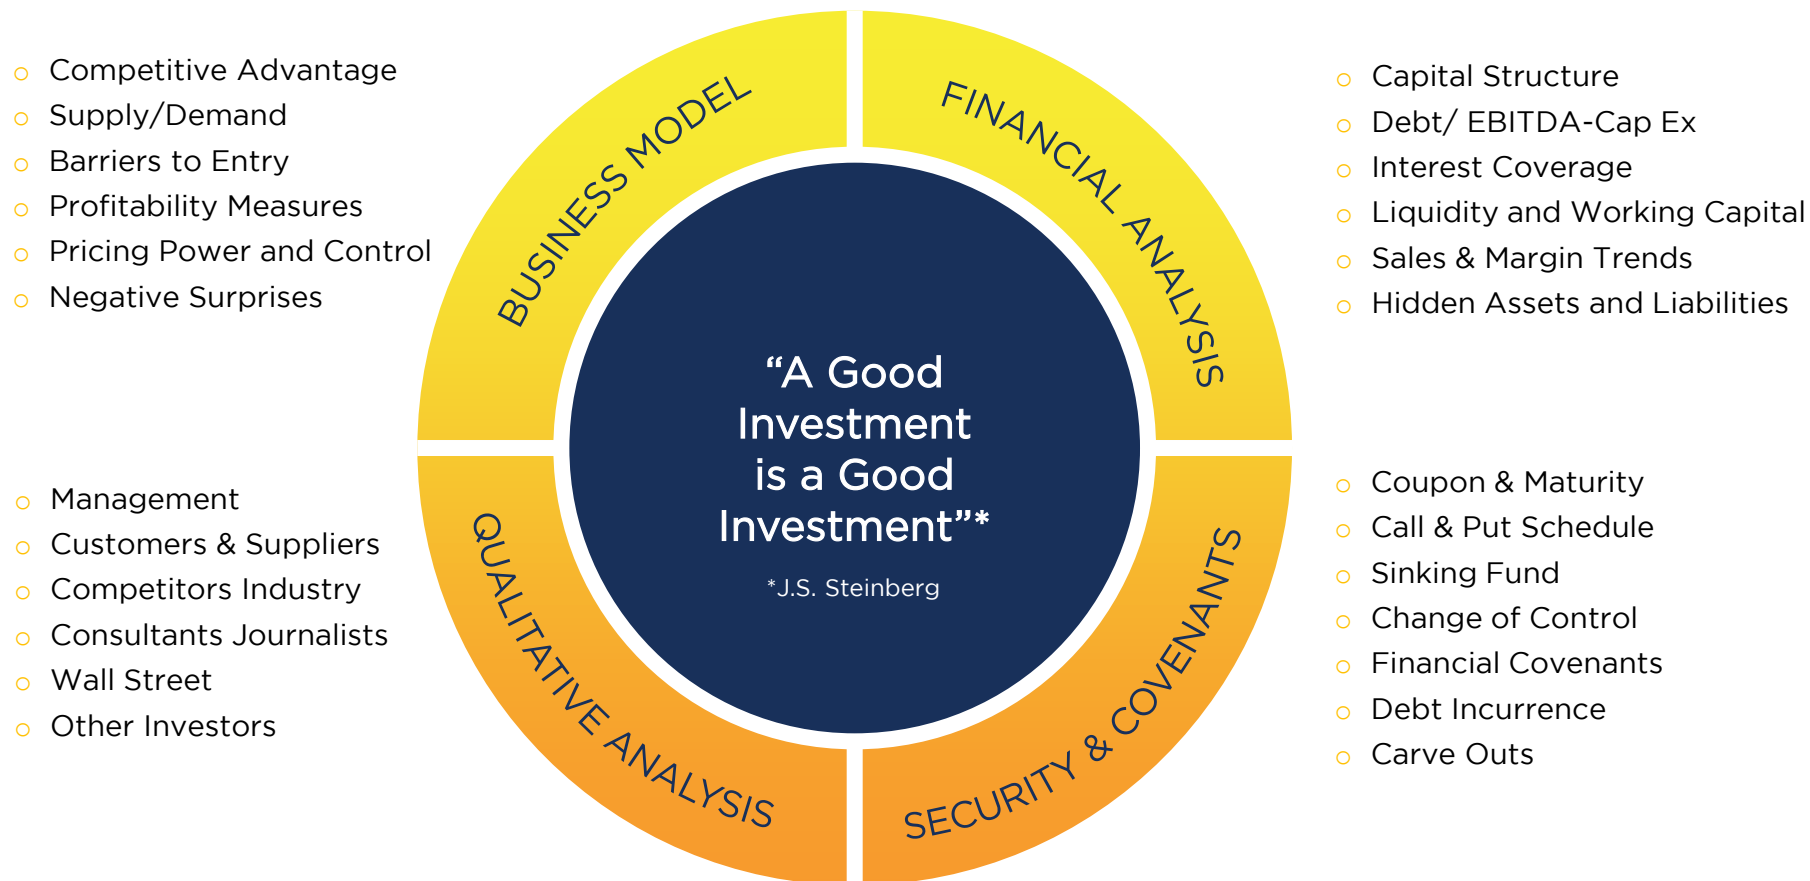 Competitive Advantage
Supply/Demand
Barriers to Entry
Profitability Measures
Pricing Power and Control
Negative Surprises
BUSINESS MODEL
FINANCIAL ANALYSIS
Capital Structure
Debt/ EBITDA-Cap Ex
Interest Coverage
Liquidity and Working Capital
Sales & Margin Trends
Hidden Assets and Liabilities
“A Good
Investment
is a Good
Investment”*
*J.S. Steinberg
Management
Customers & Suppliers
Competitors Industry
Consultants Journalists
Wall Street
Other Investors
QUALITATIVE ANALYSIS
SECURITY & COVENANTS
Coupon & Maturity
Call & Put Schedule
Sinking Fund
Change of Control
Financial Covenants
Debt Incurrence
Carve Outs